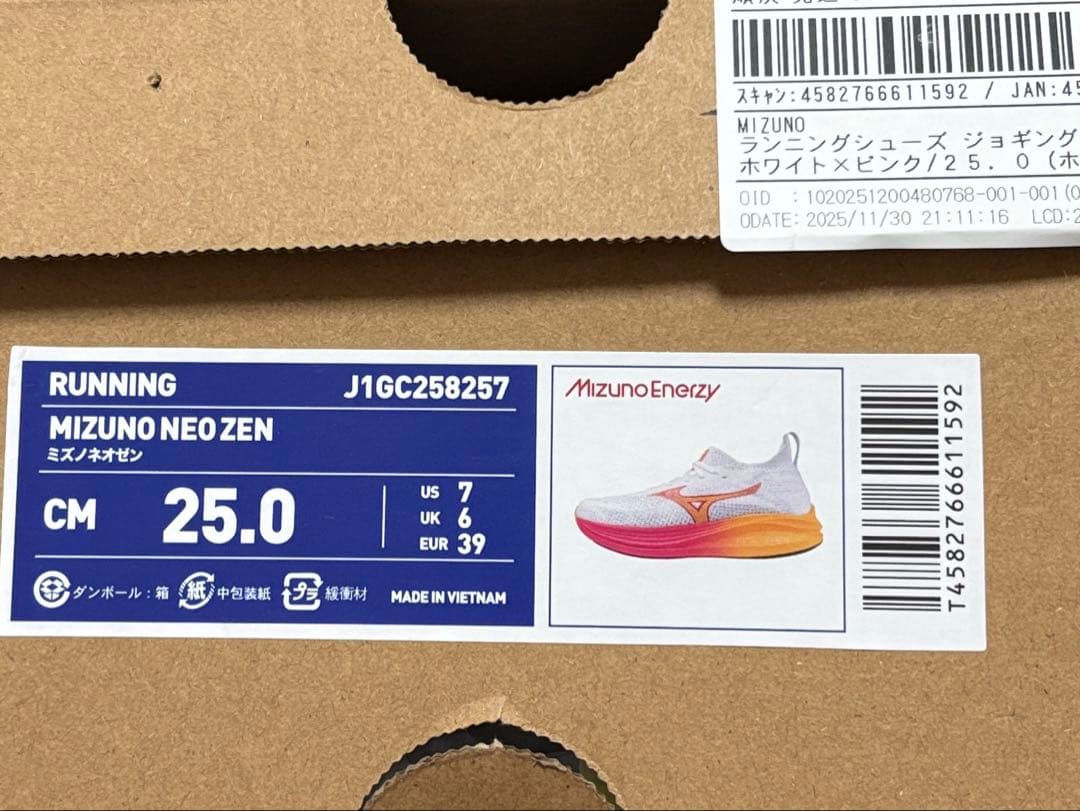 スキャン:4582766611592 / JAN:45
MIZUNO
ランニングシューズ ジョギング
ホワイト×ピンク/25.0(ホ
OID :1020251200480768-001-001(0
ODATE: 2025/11/30 21:11:16 LCD:2
RUNNING J1GC258257
MIZUNO NEO ZEN
ミズノネオゼン
CM 25.0
US 7
UK 6
EUR 39
ダンボール:箱 紙 中包装紙 プラ 緩衝材 MADE IN VIETNAM
MizunoEnerzy
T4582766611592